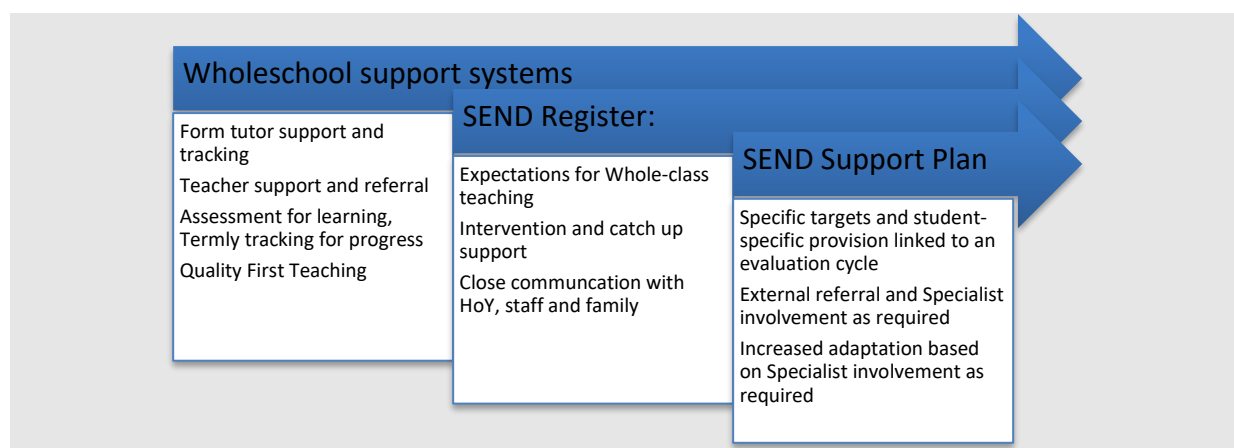 Wholeschool support systems
Form tutor support and
tracking
Teacher support and referral
Assessment for learning,
Termly tracking for progress
Quality First Teaching
SEND Register:
Expectations for Whole-class
teaching
Intervention and catch up
support
Close communcation with
HoY, staff and family
SEND Support Plan
Specific targets and student-
specific provision linked to an
evaluation cycle
External referral and Specialist
involvement as required
Increased adaptation based
on Specialist involvement as
required